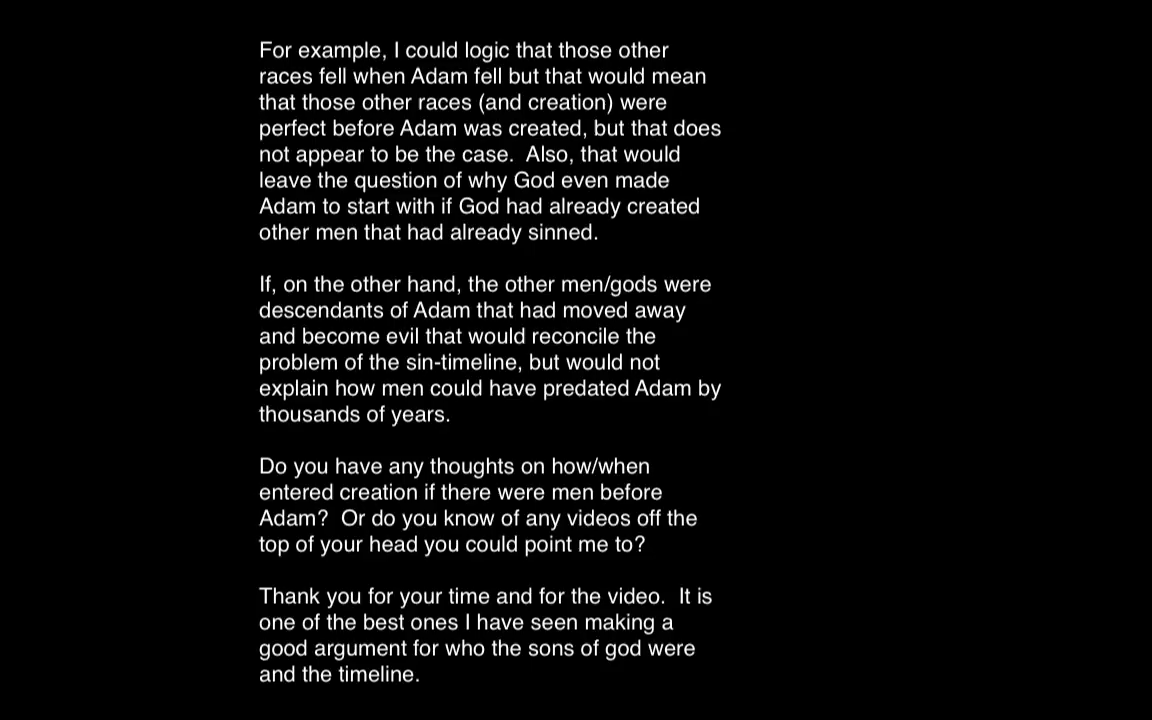 For example, I could logic that those other
races fell when Adam fell but that would mean
that those other races (and creation) were
perfect before Adam was created, but that does
not appear to be the case.  Also, that would
leave the question of why God even made
Adam to start with if God had already created
other men that had already sinned.

If, on the other hand, the other men/gods were
descendants of Adam that had moved away
and become evil that would reconcile the
problem of the sin-timeline, but would not
explain how men could have predated Adam by
thousands of years.

Do you have any thoughts on how/when
entered creation if there were men before
Adam?  Or do you know of any videos off the
top of your head you could point me to?

Thank you for your time and for the video.  It is
one of the best ones I have seen making a
good argument for who the sons of god were
and the timeline.